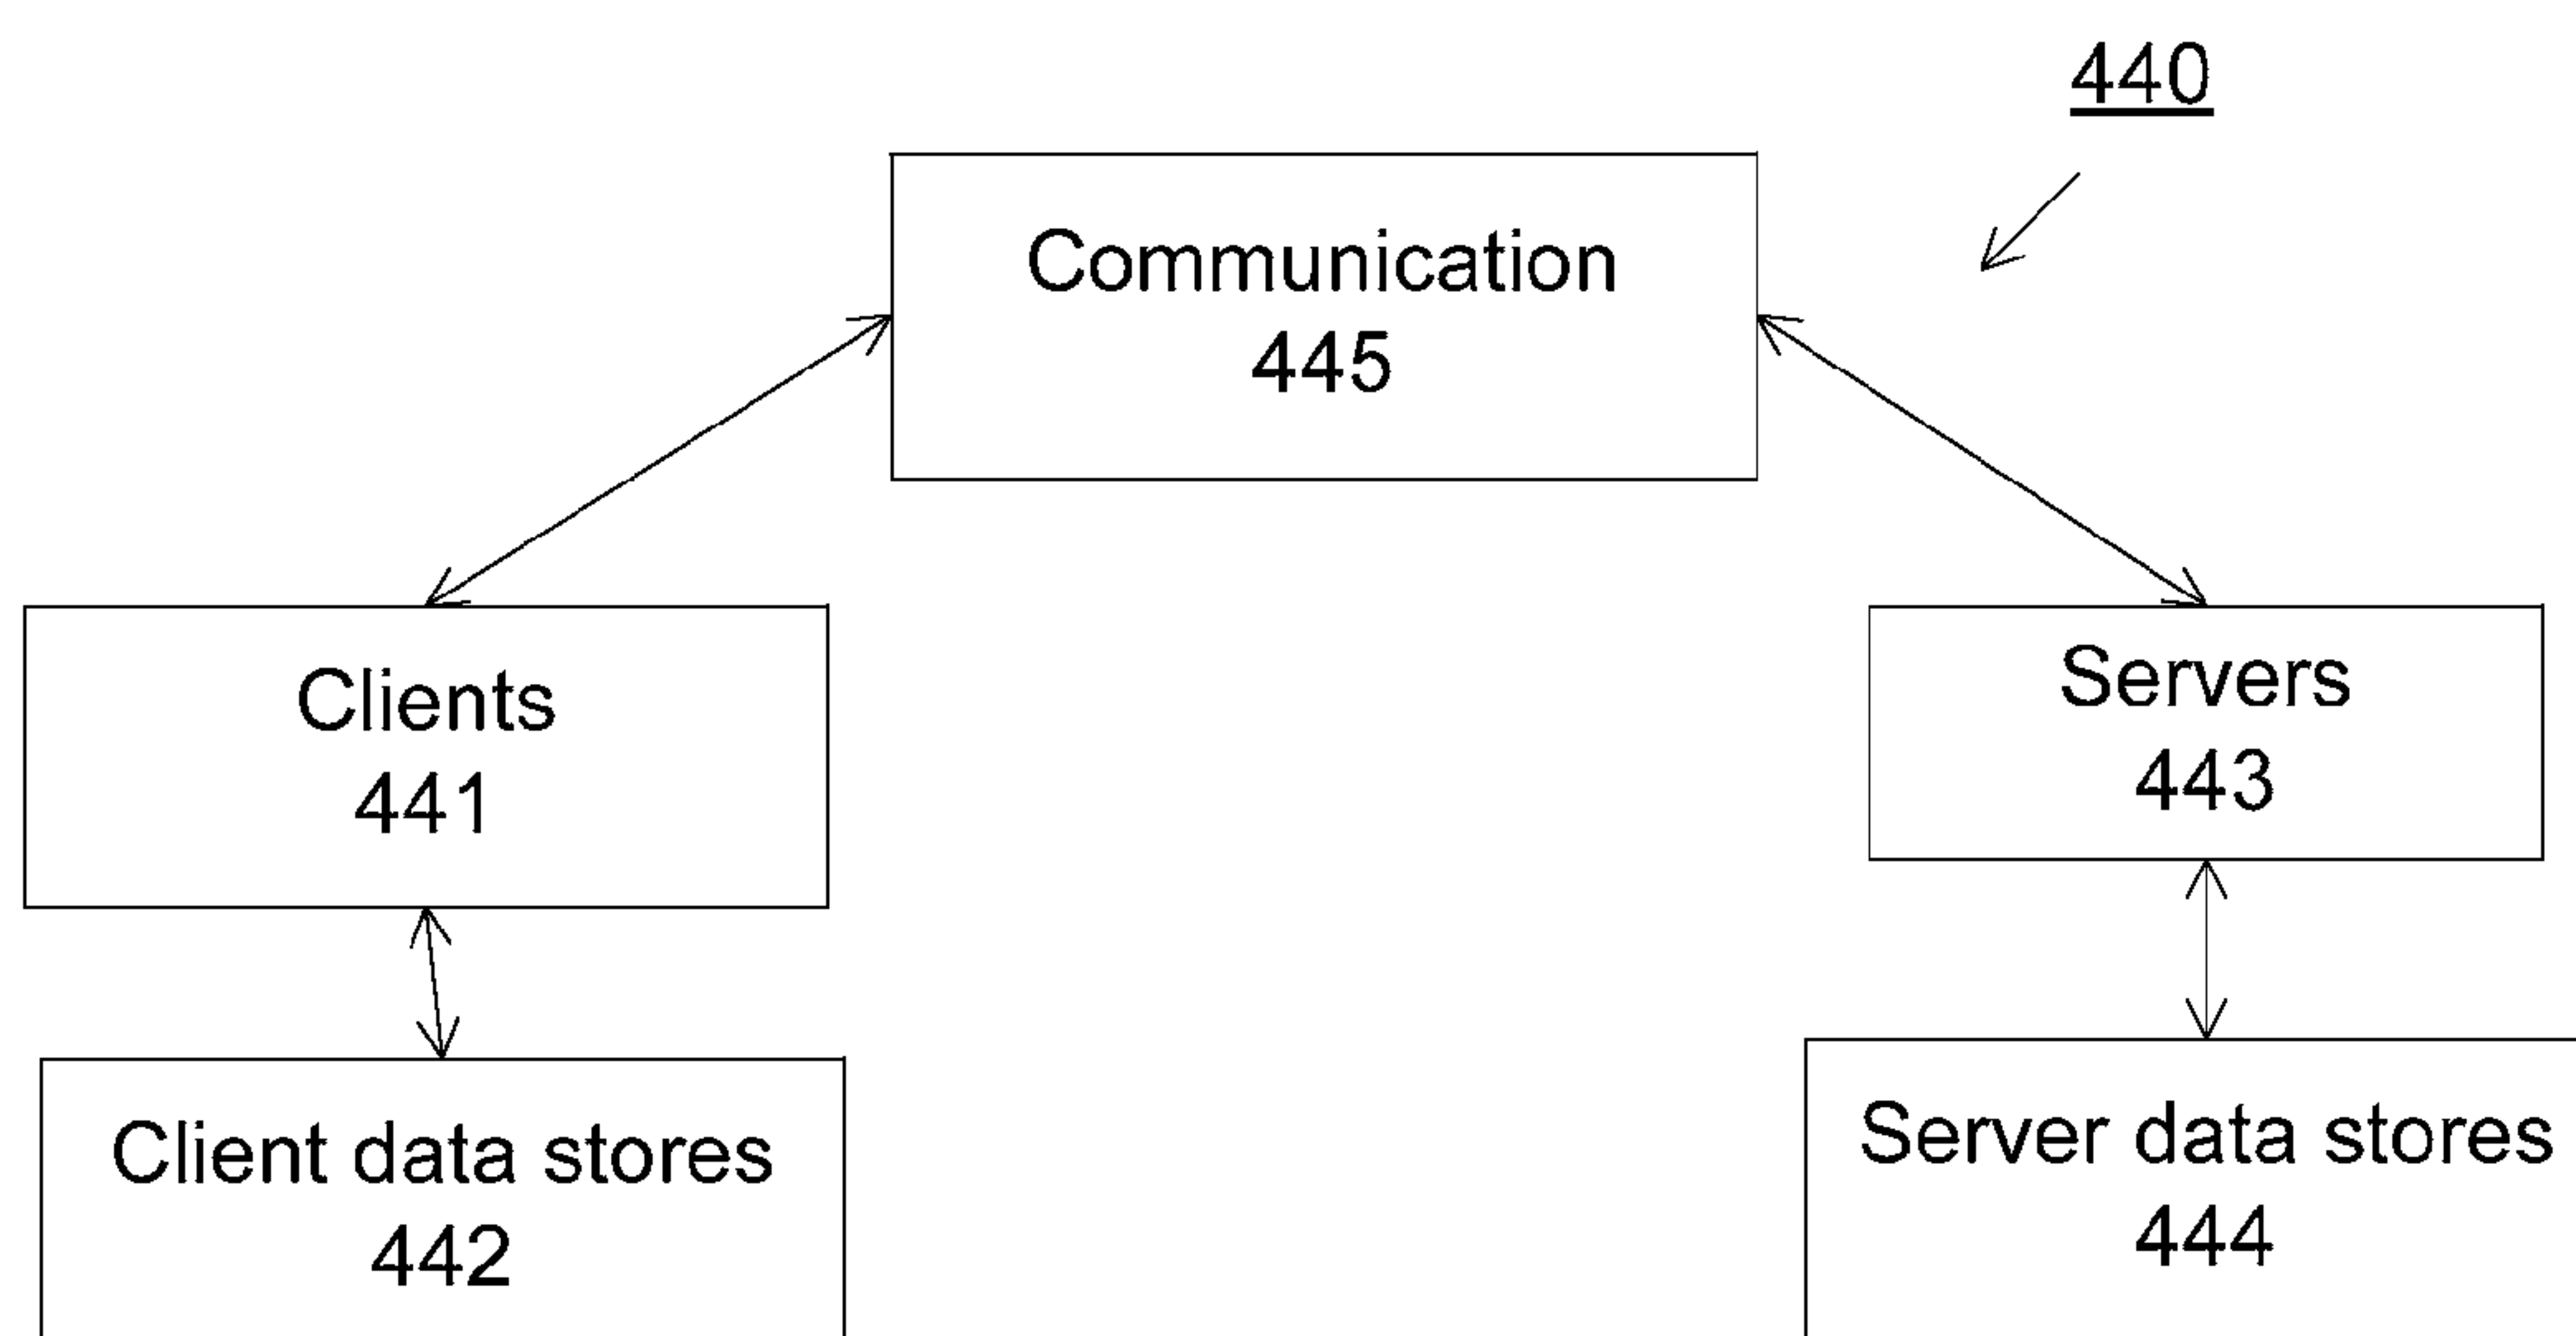 440
Communication
445
Clients
441
Servers
443
Client data stores
442
Server data stores
444